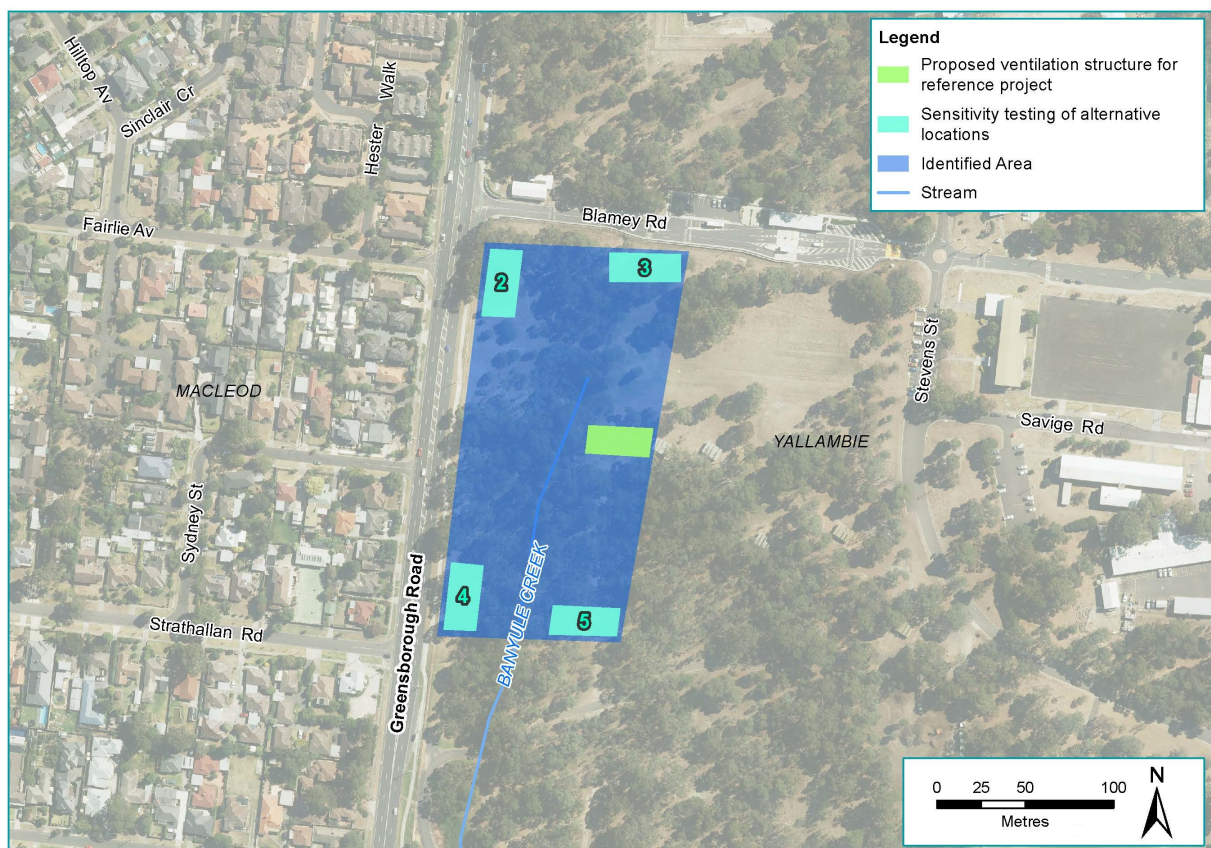 Legend
Proposed ventilation structure for
reference project
Sensitivity testing of alternative
locations
Identified Area
Stream
Hilltop Av
Sinclair Cr
Hester Walk
Fairlie Av
Blamey Rd
2
3
MACLEOD
Stevens St
YALLAMBIE
Savige Rd
Sydney St
4
5
Strathallan Rd
Greensborough Road
BANYULE CREEK
0 25 50 100
Metres
N